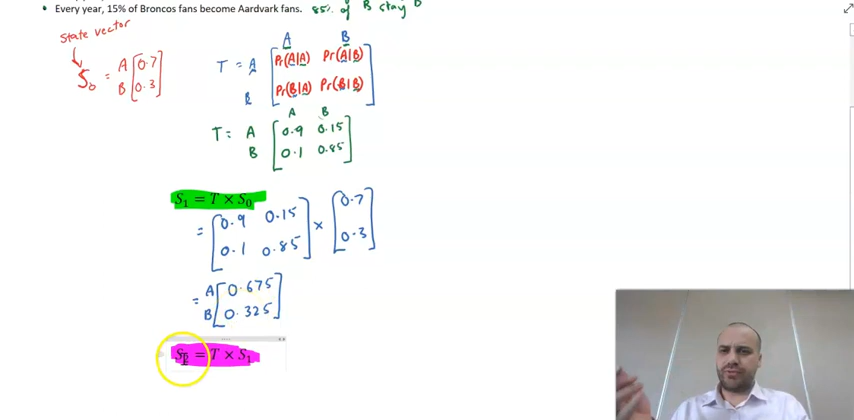 Every year, 15% of Broncos fans become Aardvark fans. 85% of B stay B
State vector
S₀ = A [0.7
B 0.3]
A B
T = A [Pr(A|A) Pr(A|B)
B Pr(B|A) Pr(B|B)]
A B
T = A [0.9 0.15
B 0.1 0.85]
S₁ = T × S₀
= [0.9 0.15
0.1 0.85] × [0.7
0.3]
= A [0.675
B 0.325]
= T × S₁